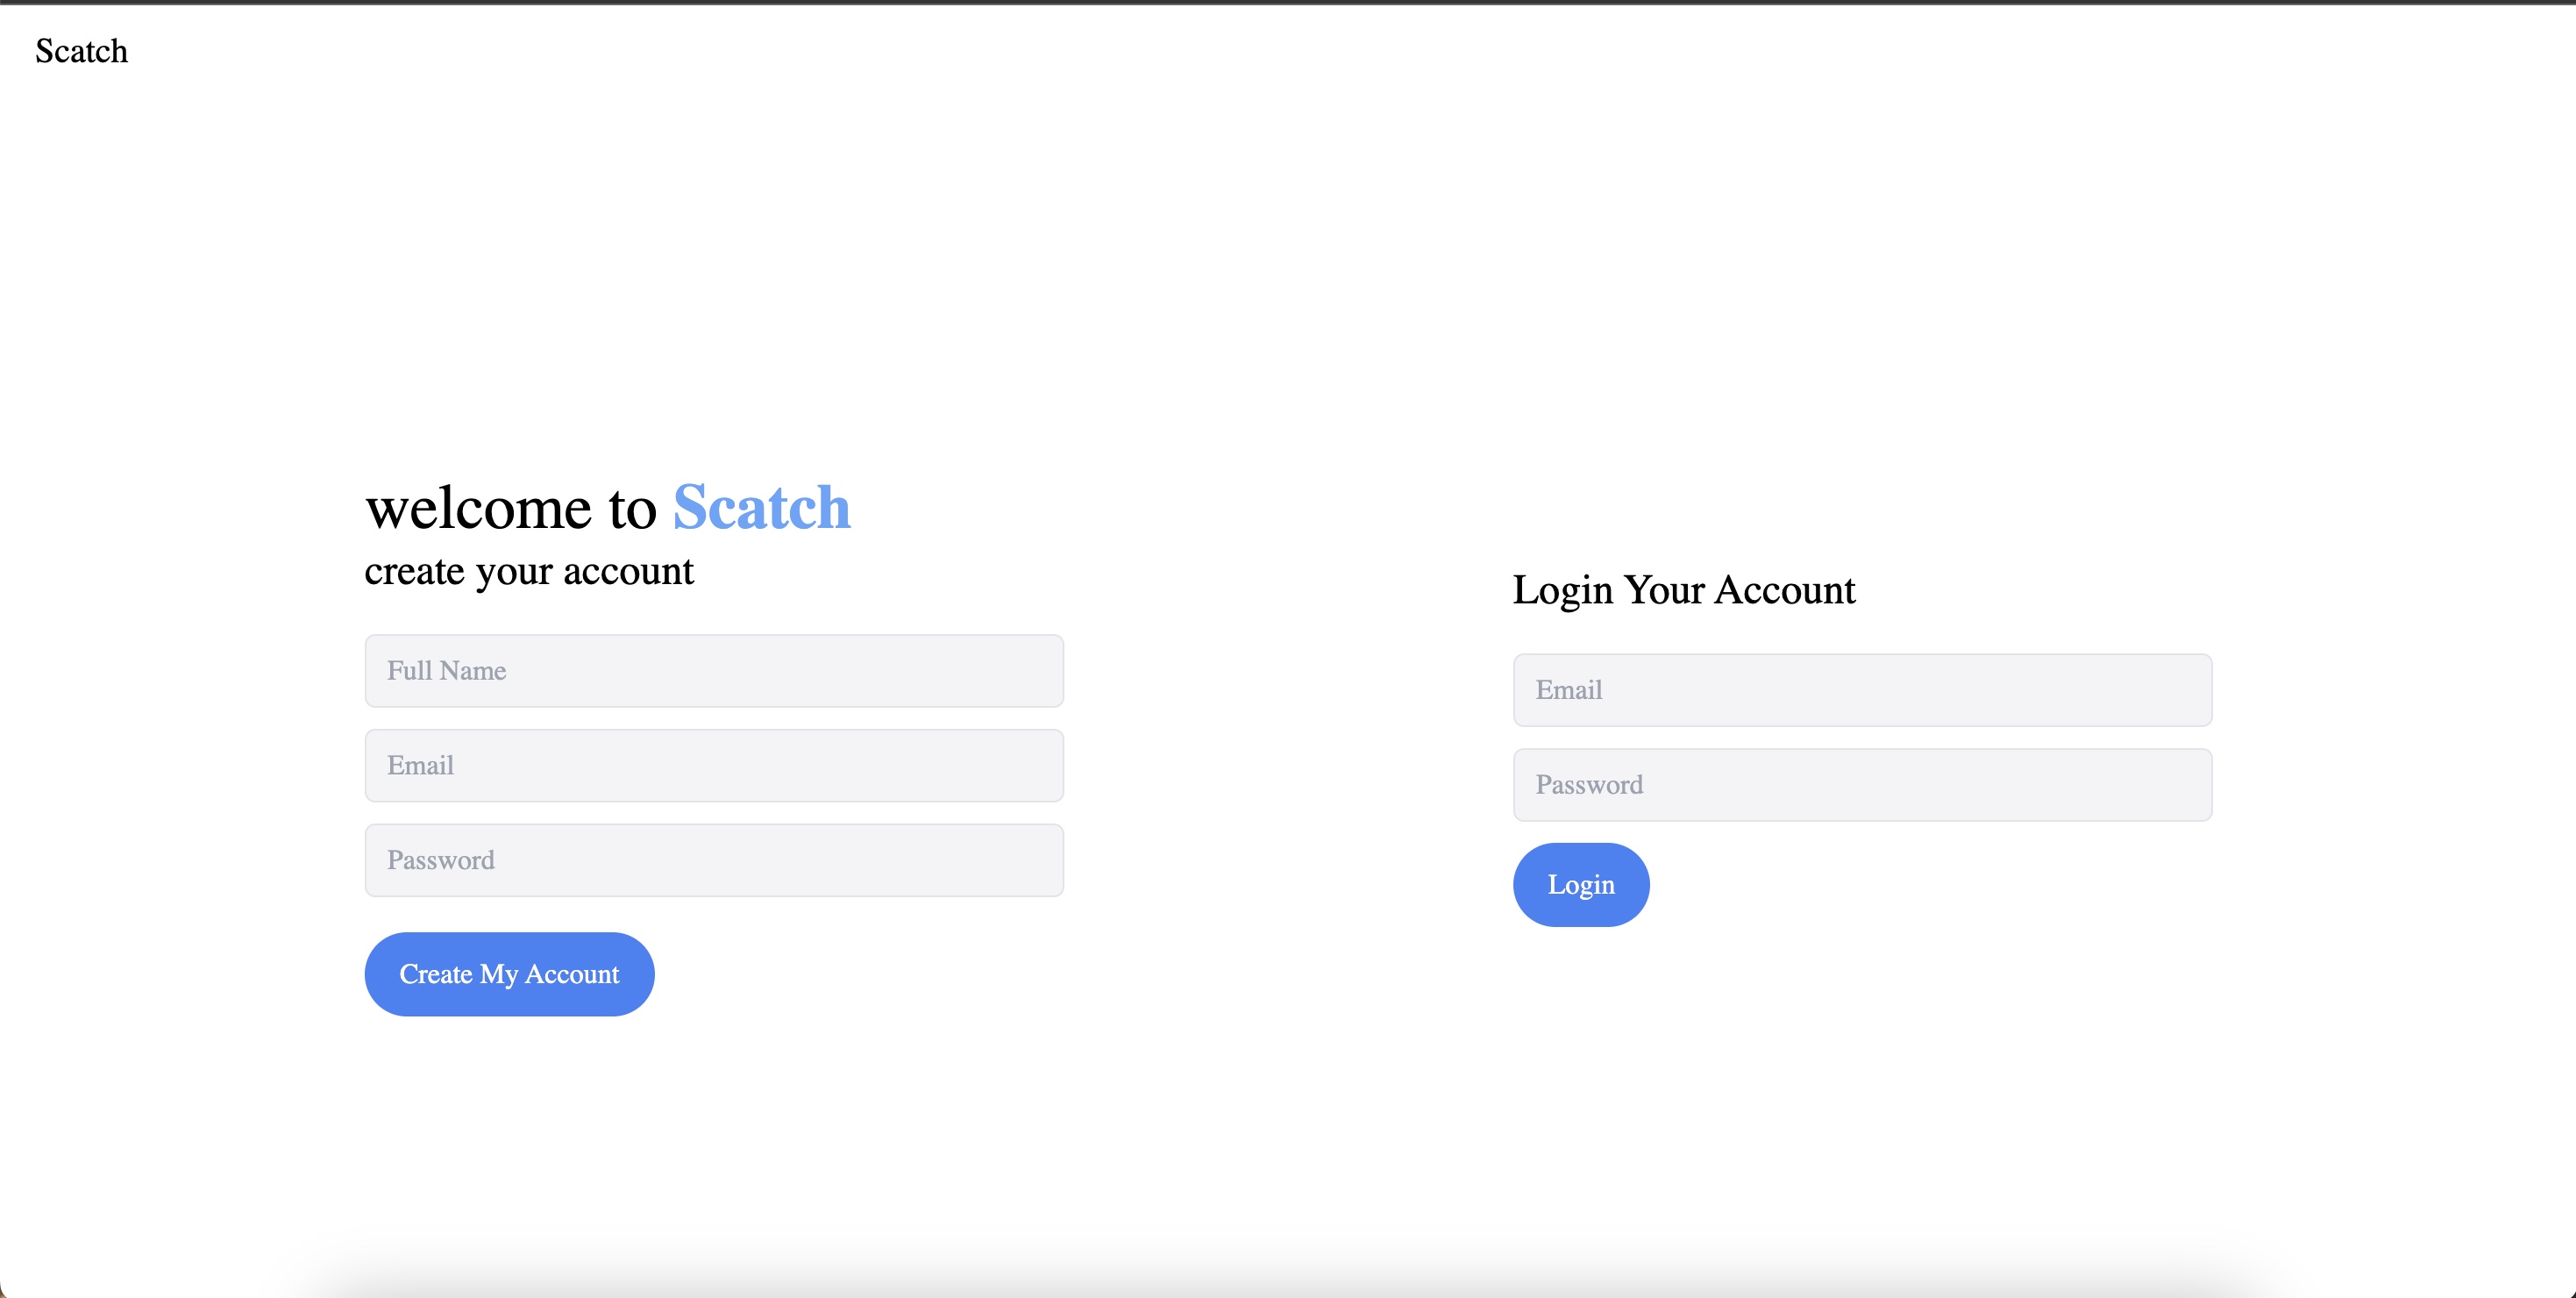 Scatch
welcome to Scatch
create your account
Full Name
Email
Password
Create My Account
Login Your Account
Email
Password
Login